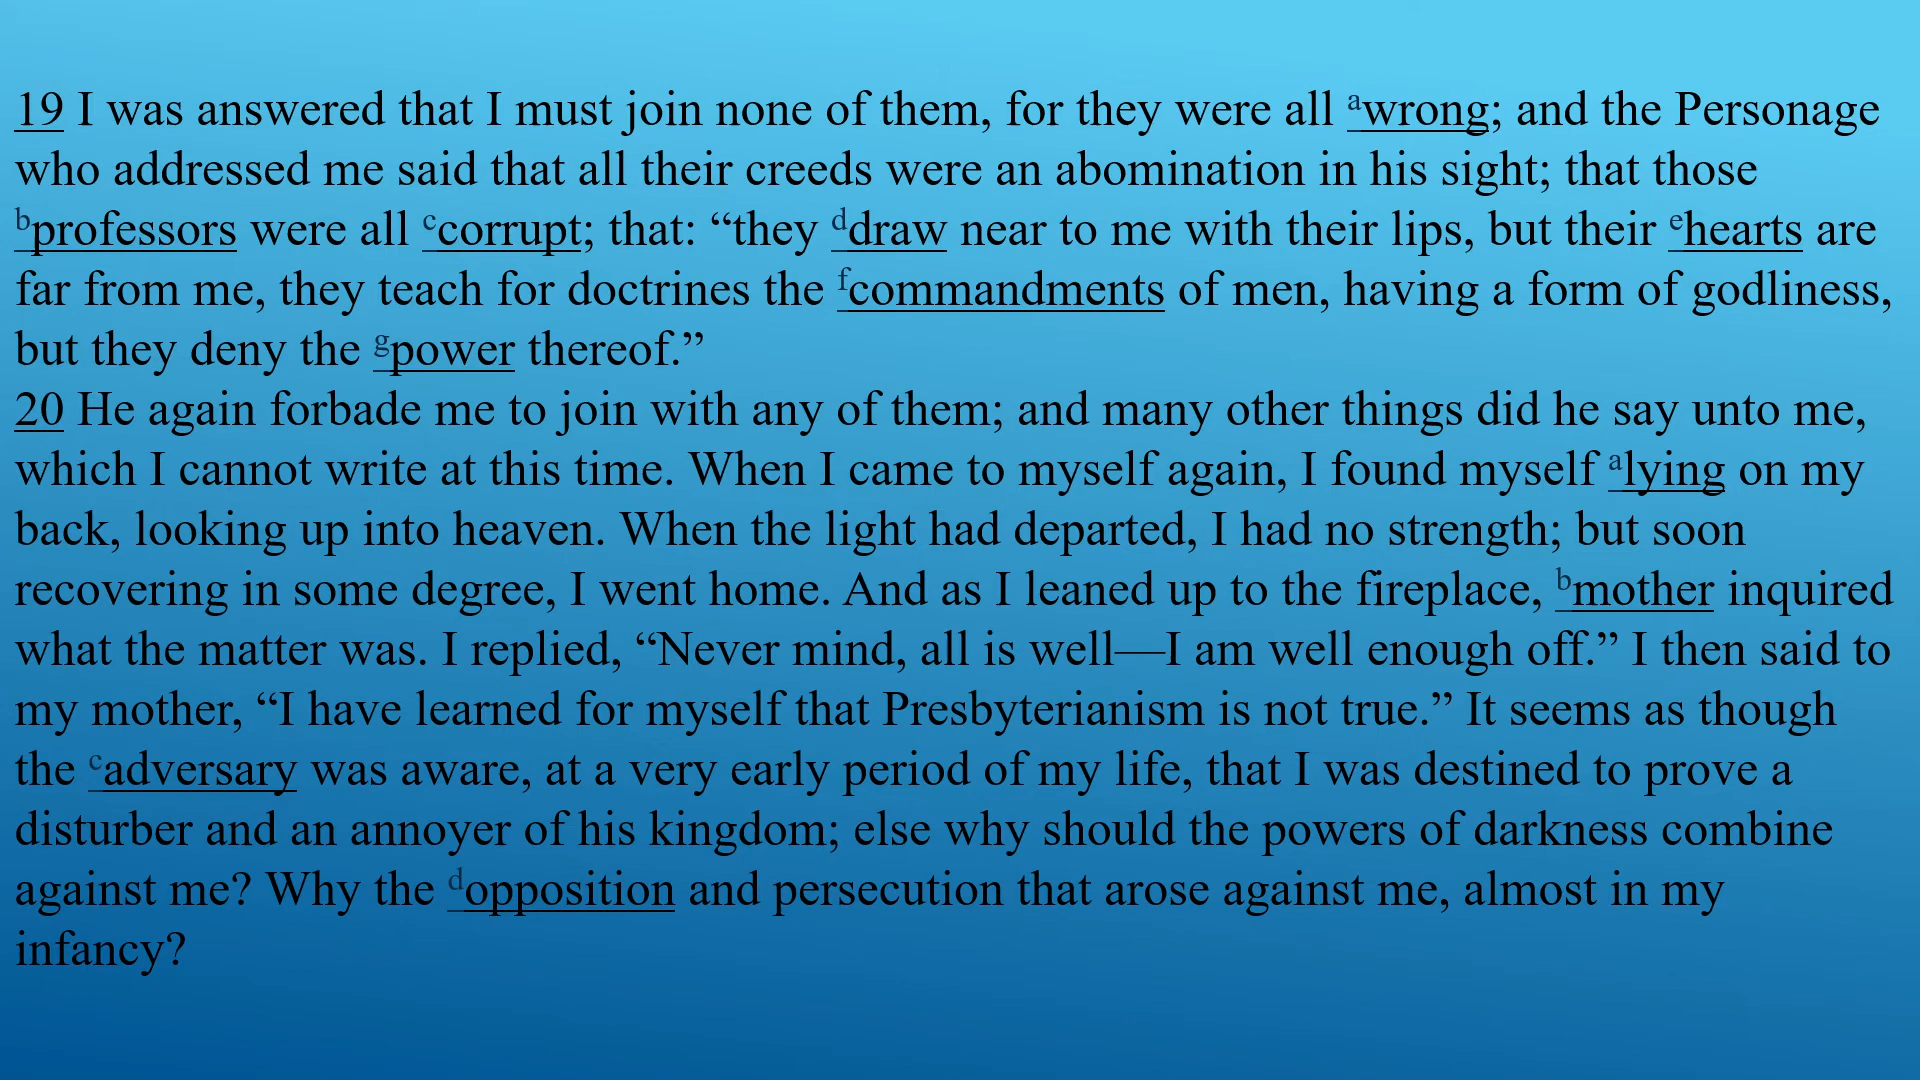 19 I was answered that I must join none of them, for they were all awrong; and the Personage
who addressed me said that all their creeds were an abomination in his sight; that those
bprofessors were all ccorrupt; that: “they ddraw near to me with their lips, but their ehearts are
far from me, they teach for doctrines the fcommandments of men, having a form of godliness,
but they deny the gpower thereof.”
20 He again forbade me to join with any of them; and many other things did he say unto me,
which I cannot write at this time. When I came to myself again, I found myself alying on my
back, looking up into heaven. When the light had departed, I had no strength; but soon
recovering in some degree, I went home. And as I leaned up to the fireplace, bmother inquired
what the matter was. I replied, “Never mind, all is well—I am well enough off.” I then said to
my mother, “I have learned for myself that Presbyterianism is not true.” It seems as though
the cadversary was aware, at a very early period of my life, that I was destined to prove a
disturber and an annoyer of his kingdom; else why should the powers of darkness combine
against me? Why the dopposition and persecution that arose against me, almost in my
infancy?